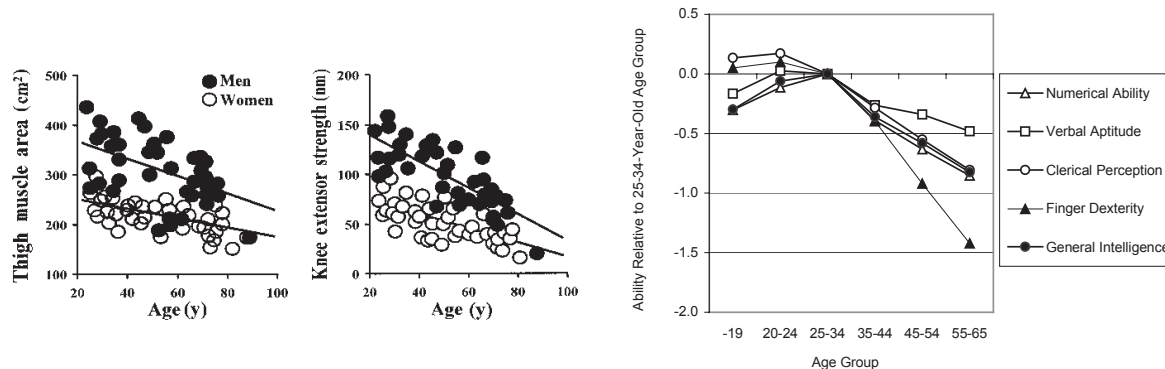 Thigh muscle area (cm²)
500
400
300
200
100
Men
Women
0
20
40
60
80
100
Age (y)
Knee extensor strength (nm)
200
150
100
50
0
20
40
60
80
100
Age (y)
Ability Relative to 25-34-Year-Old Age Group
0.5
0.0
-0.5
-1.0
-1.5
-2.0
-19
20-24
25-34
35-44
45-54
55-65
Age Group
Numerical Ability
Verbal Aptitude
Clerical Perception
Finger Dexterity
General Intelligence